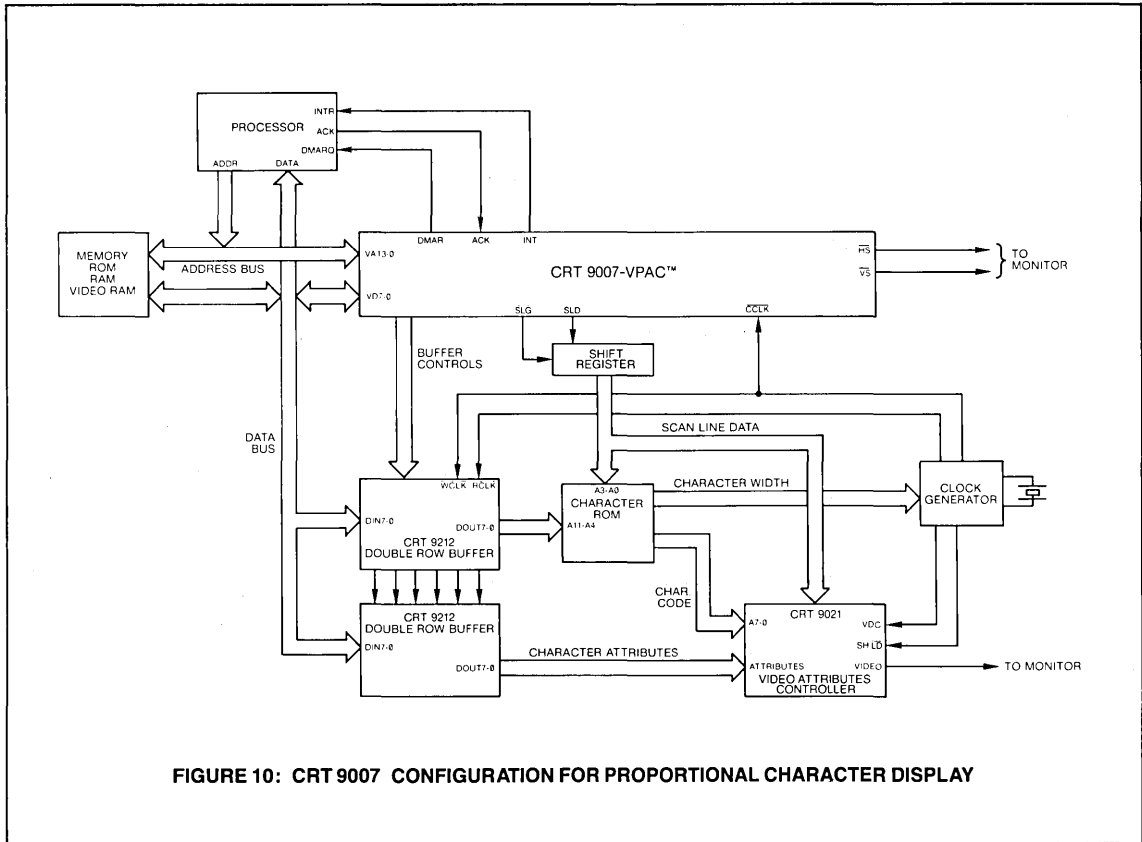 INTR
PROCESSOR
ACK
DMARQ
ADDR DATA
MEMORY
ROM
RAM
VIDEO RAM
ADDRESS BUS
VA13-0
VD7-0
DMAR ACK INT
CRT 9007-VPAC™
HS
VS
TO
MONITOR
SLG SLD CCLK
BUFFER
CONTROLS
SHIFT
REGISTER
SCAN LINE DATA
DATA
BUS
WCLK RCLK
DIN7-0
DOUT7-0
CRT 9212
DOUBLE ROW BUFFER
A3-A0
CHARACTER
ROM
A11-A4
CHARACTER WIDTH
CLOCK
GENERATOR
CHAR.
CODE
CRT 9212
DOUBLE ROW BUFFER
DIN7-0
DOUT7-0
CHARACTER ATTRIBUTES
CRT 9021
A7-0
VDC
SH LD
ATTRIBUTES
VIDEO
VIDEO ATTRIBUTES
CONTROLLER
TO MONITOR
FIGURE 10: CRT 9007 CONFIGURATION FOR PROPORTIONAL CHARACTER DISPLAY